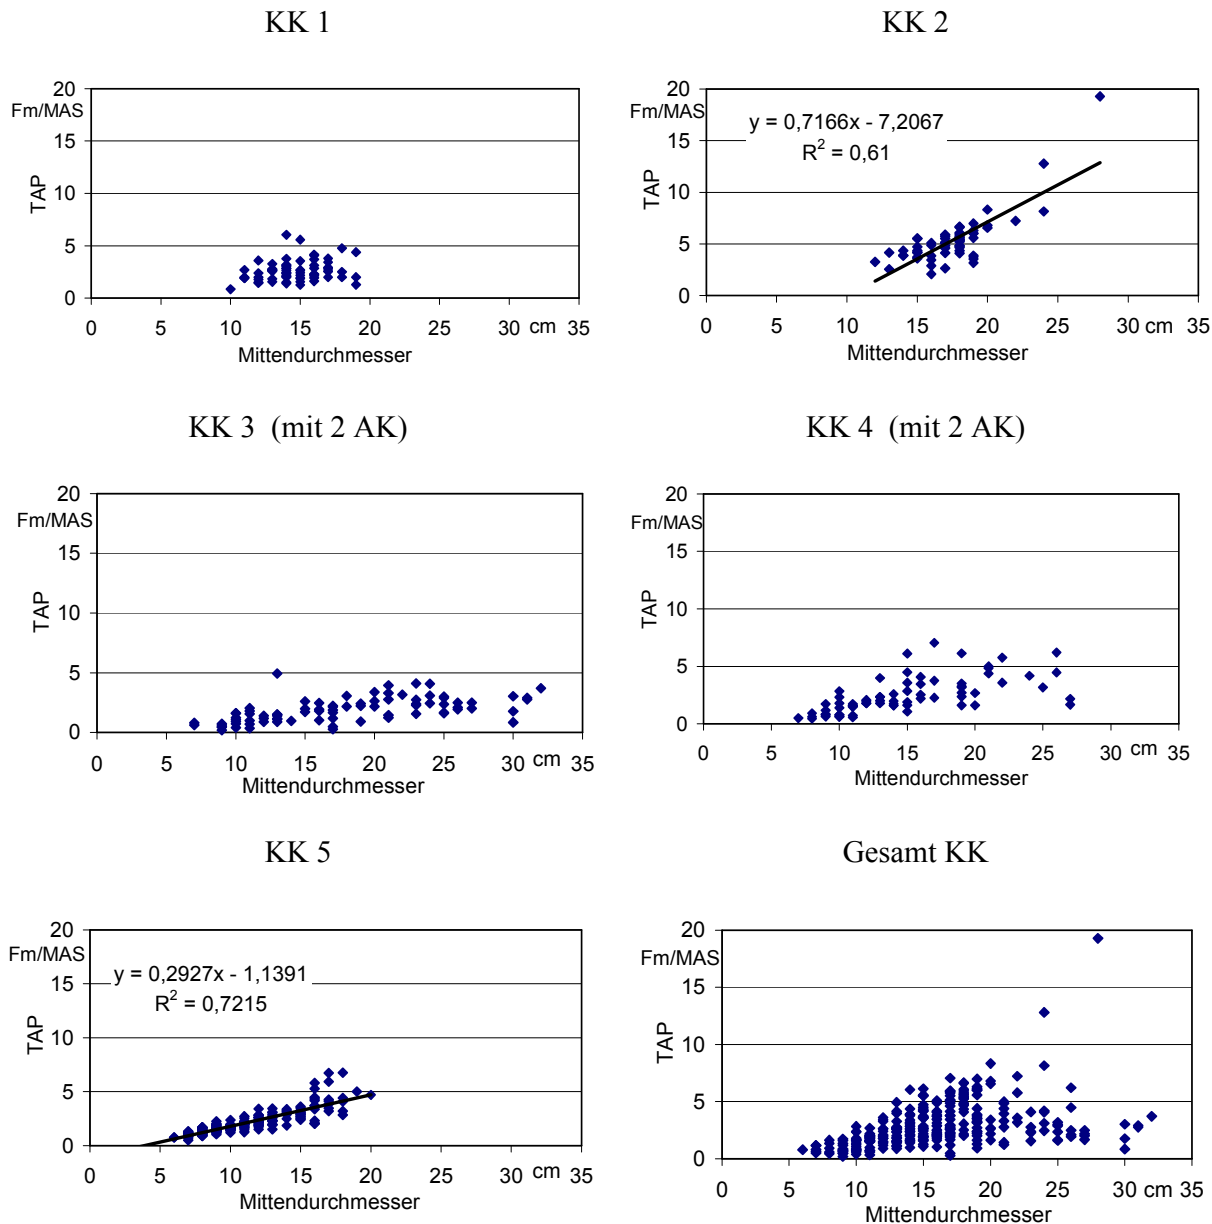 KK 1
20
Fm/MAS
15
TAP
10
5
0
0 5 10 15 20 25 30 cm 35
Mittendurchmesser
KK 2
20
Fm/MAS
15
TAP
10
5
0
y = 0,7166x - 7,2067
R² = 0,61
0 5 10 15 20 25 30 cm 35
Mittendurchmesser
KK 3 (mit 2 AK)
20
Fm/MAS
15
TAP
10
5
0
0 5 10 15 20 25 30 cm 35
Mittendurchmesser
KK 4 (mit 2 AK)
20
Fm/MAS
15
TAP
10
5
0
0 5 10 15 20 25 30 cm 35
Mittendurchmesser
KK 5
20
Fm/MAS
15
TAP
10
5
0
y = 0,2927x - 1,1391
R² = 0,7215
0 5 10 15 20 25 30 cm 35
Mittendurchmesser
Gesamt KK
20
Fm/MAS
15
TAP
10
5
0
0 5 10 15 20 25 30 cm 35
Mittendurchmesser